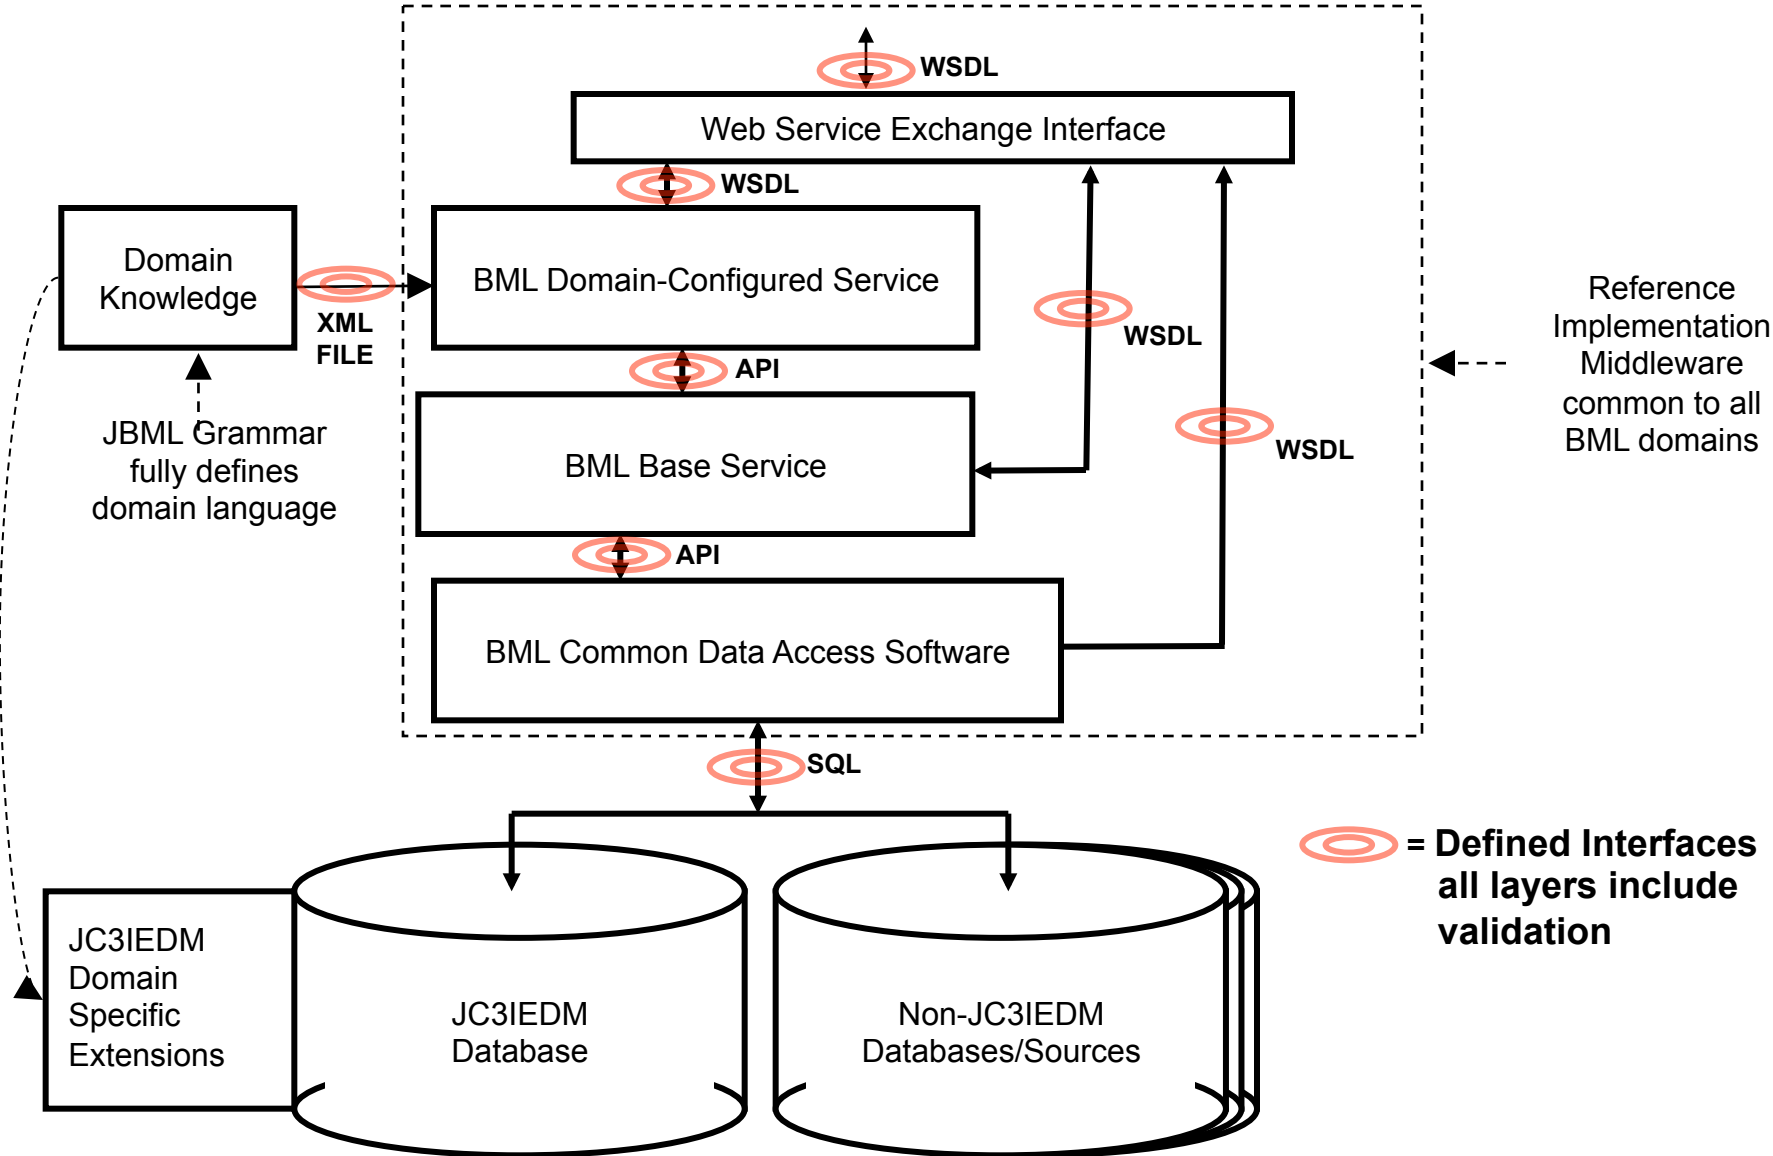 WSDL
Web Service Exchange Interface
WSDL
Domain
Knowledge
XML
FILE
BML Domain-Configured Service
WSDL
Reference
Implementation
Middleware
common to all
BML domains
API
JBML Grammar
fully defines
domain language
BML Base Service
WSDL
API
BML Common Data Access Software
SQL
= Defined Interfaces
all layers include
validation
JC3IEDM
Domain
Specific
Extensions
JC3IEDM
Database
Non-JC3IEDM
Databases/Sources